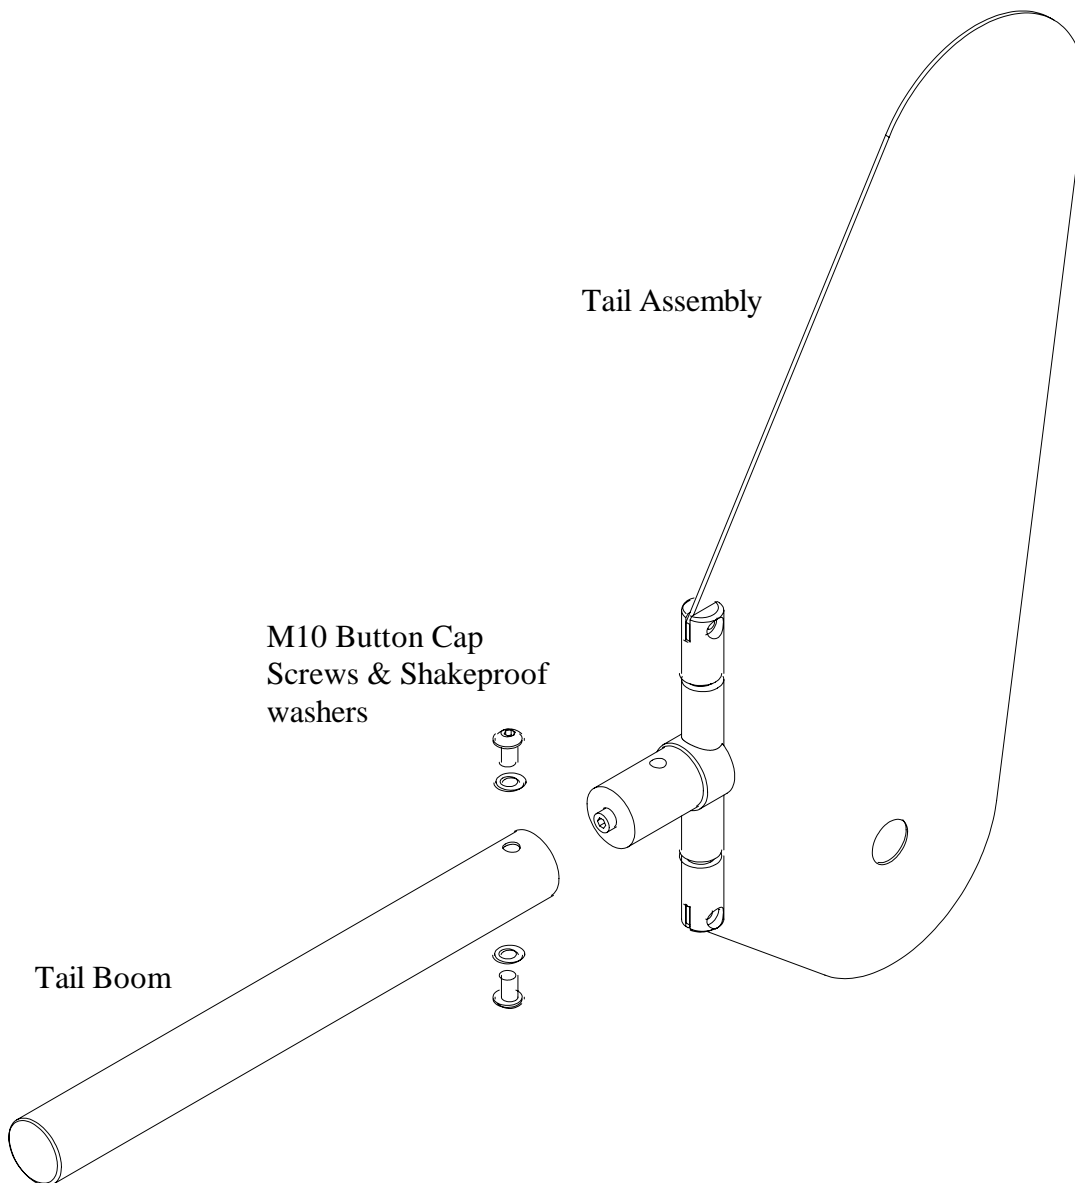 Tail Assembly
M10 Button Cap
Screws & Shakeproof
washers
Tail Boom